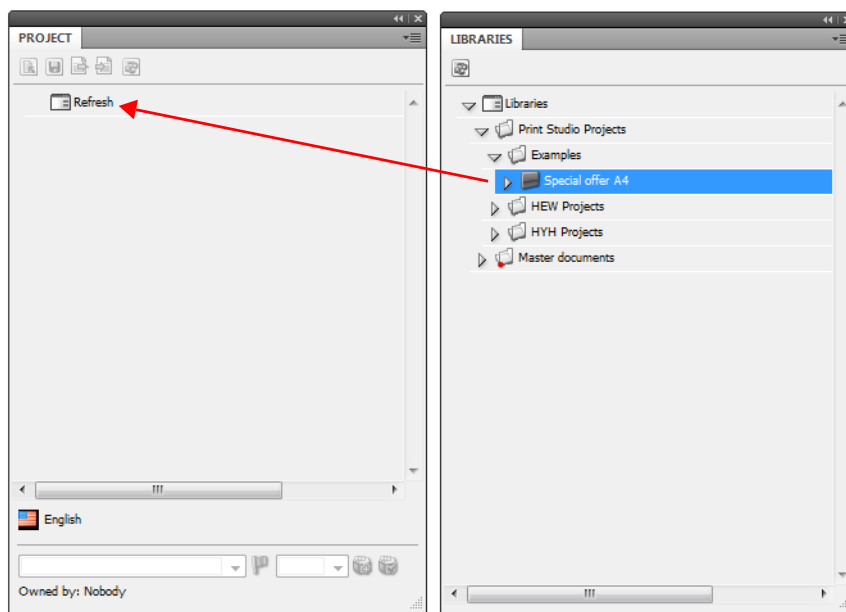 PROJECT
Refresh
English
Owned by: Nobody
LIBRARIES
Libraries
Print Studio Projects
Examples
Special offer A4
HEW Projects
HYH Projects
Master documents